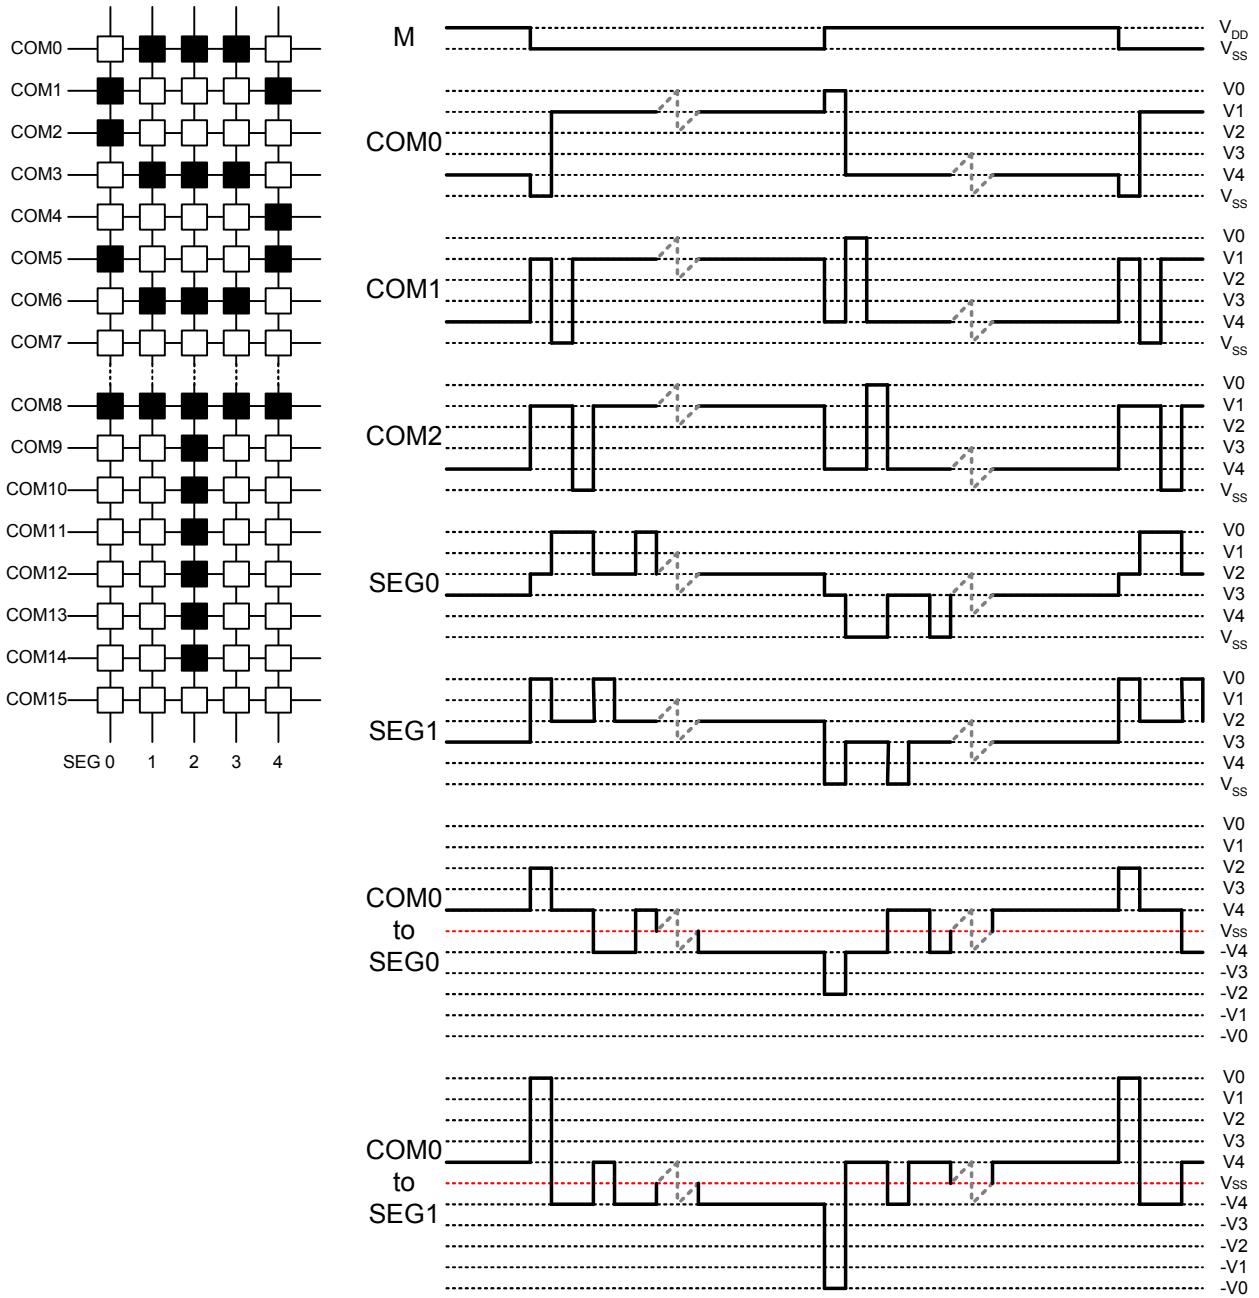 COM0
COM1
COM2
COM3
COM4
COM5
COM6
COM7
COM8
COM9
COM10
COM11
COM12
COM13
COM14
COM15
SEG 0 1 2 3 4
M
VDD
VSS
COM0
V0
V1
V2
V3
V4
VSS
COM1
V0
V1
V2
V3
V4
VSS
COM2
V0
V1
V2
V3
V4
VSS
SEG0
V0
V1
V2
V3
V4
VSS
SEG1
V0
V1
V2
V3
V4
VSS
COM0
to
SEG0
V0
V1
V2
V3
V4
VSS
-V4
-V3
-V2
-V1
-V0
COM0
to
SEG1
V0
V1
V2
V3
V4
VSS
-V4
-V3
-V2
-V1
-V0